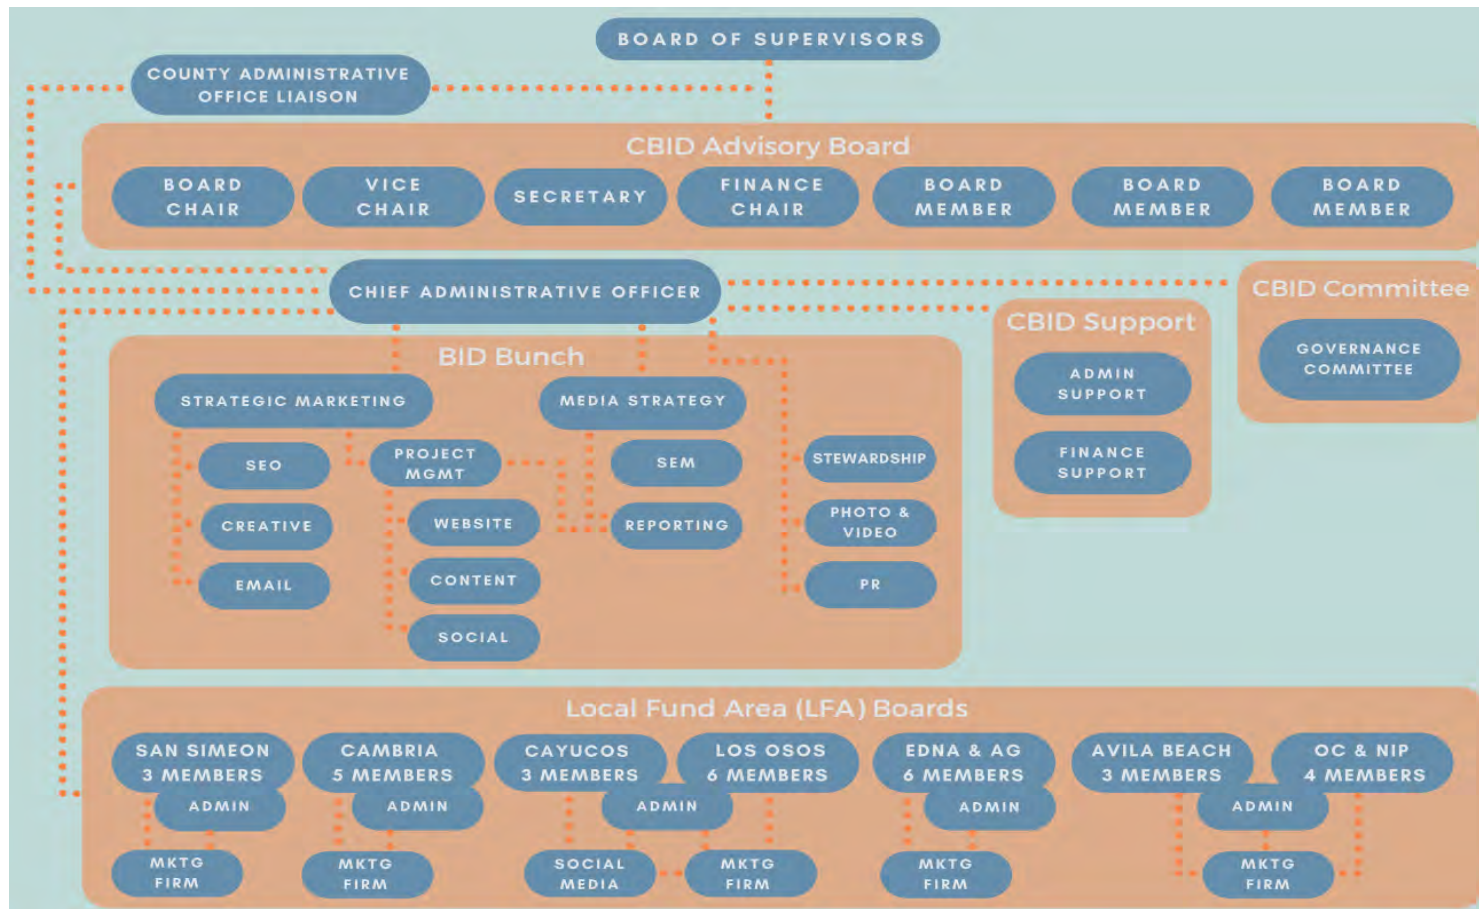 BOARD OF SUPERVISORS
COUNTY ADMINISTRATIVE
OFFICE LIAISON
CBID Advisory Board
BOARD
CHAIR
VICE
CHAIR
SECRETARY
FINANCE
CHAIR
BOARD
MEMBER
BOARD
MEMBER
BOARD
MEMBER
CHIEF ADMINISTRATIVE OFFICER
CBID Committee
GOVERNANCE
COMMITTEE
CBID Support
ADMIN
SUPPORT
FINANCE
SUPPORT
BID Bunch
STRATEGIC MARKETING
SEO
CREATIVE
EMAIL
PROJECT
MGMT
WEBSITE
CONTENT
SOCIAL
MEDIA STRATEGY
SEM
REPORTING
STEWARDSHIP
PHOTO &
VIDEO
PR
Local Fund Area (LFA) Boards
SAN SIMEON
3 MEMBERS
ADMIN
MKTG
FIRM
CAMBRIA
5 MEMBERS
ADMIN
MKTG
FIRM
CAYUCOS
3 MEMBERS
LOS OSOS
6 MEMBERS
ADMIN
SOCIAL
MEDIA
MKTG
FIRM
EDNA & AG
6 MEMBERS
ADMIN
MKTG
FIRM
AVILA BEACH
3 MEMBERS
OC & NIP
4 MEMBERS
ADMIN
MKTG
FIRM